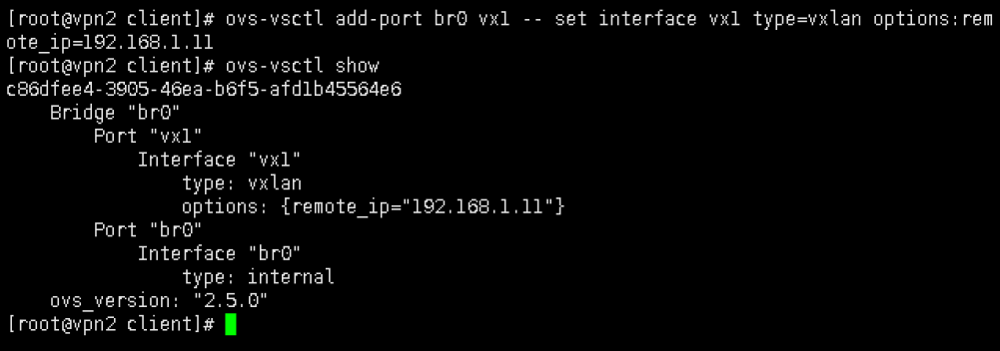 [root@vpn2 client]# ovs-vsctl add-port br0 vx1 -- set interface vx1 type=vxlan options:rem
ote_ip=192.168.1.11
[root@vpn2 client]# ovs-vsctl show
c86dfee4-3905-46ea-b6f5-afd1b45564e6
    Bridge "br0"
        Port "vx1"
            Interface "vx1"
                type: vxlan
                options: {remote_ip="192.168.1.11"}
        Port "br0"
            Interface "br0"
                type: internal
    ovs_version: "2.5.0"
[root@vpn2 client]#